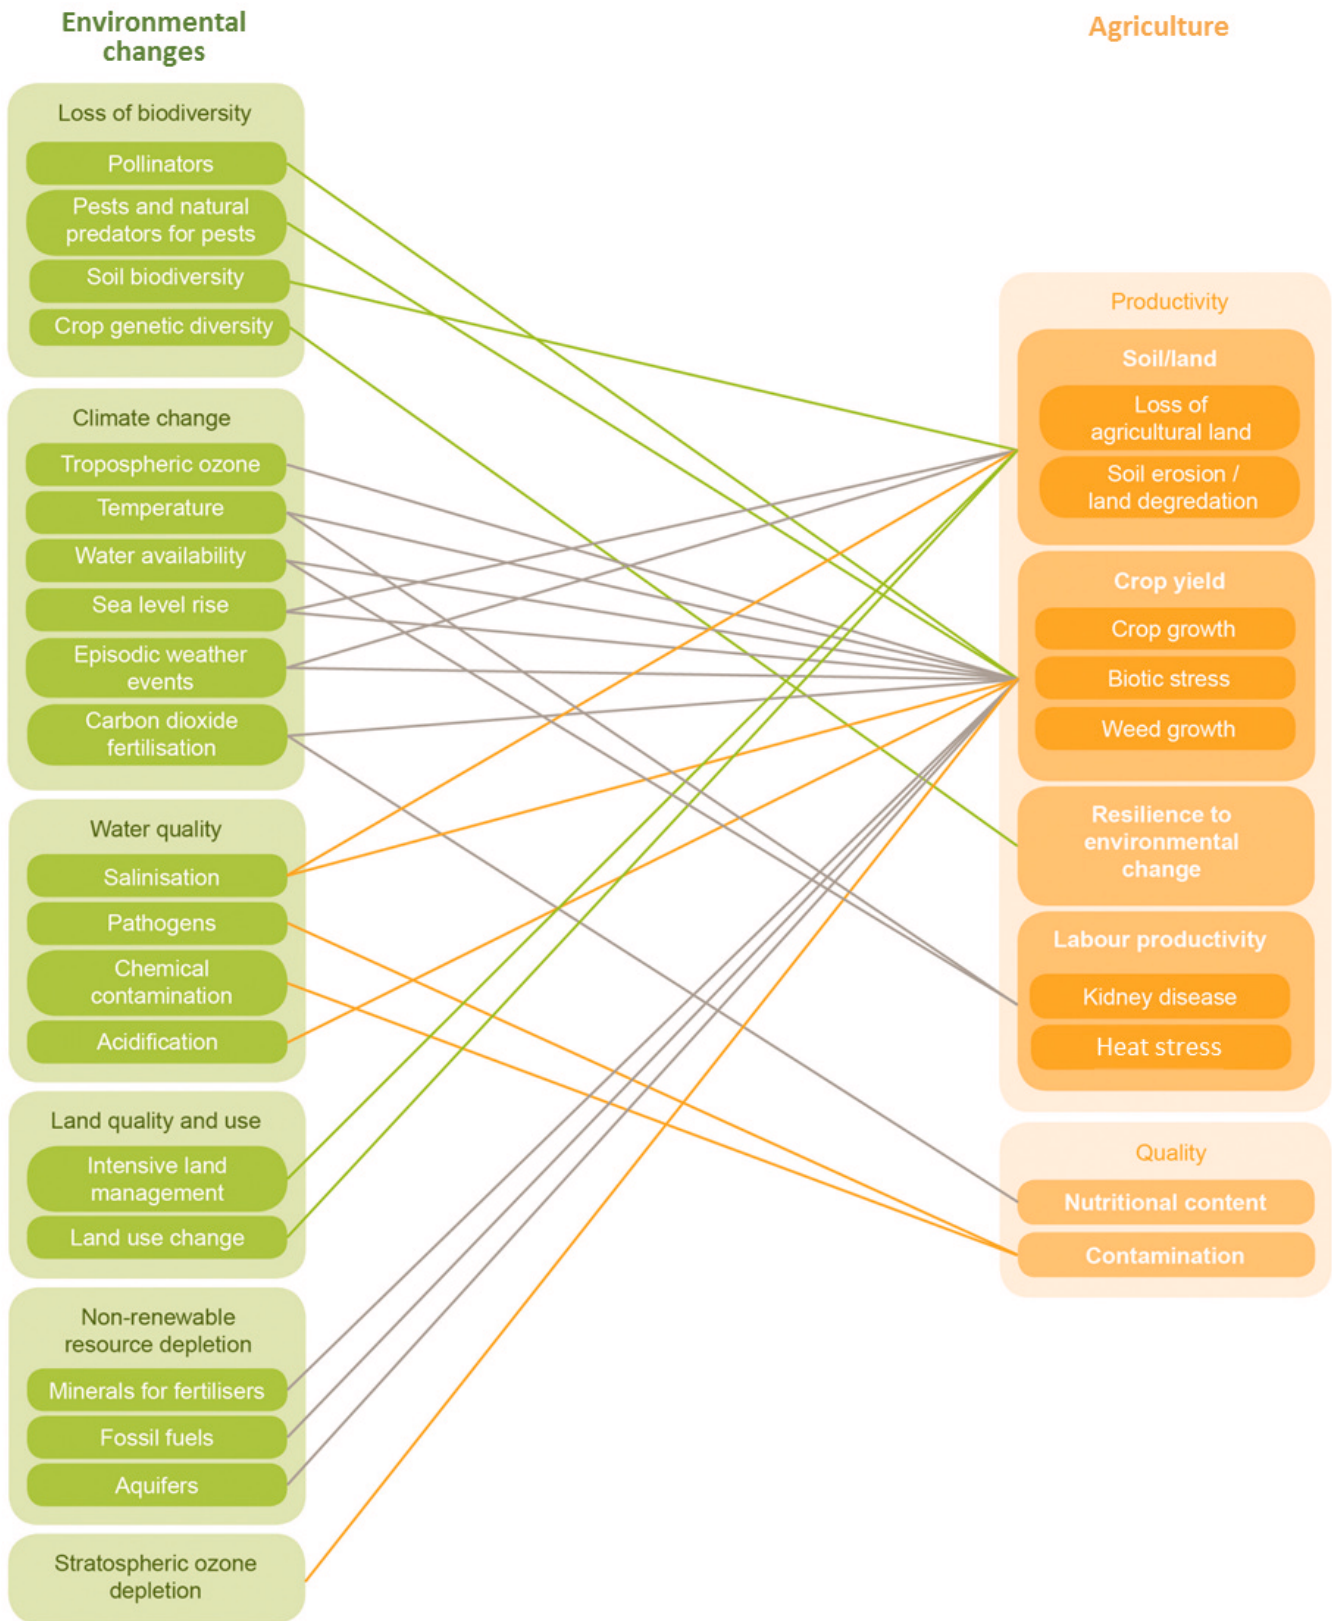 Environmental
changes
Agriculture
Loss of biodiversity
Pollinators
Pests and natural
predators for pests
Soil biodiversity
Crop genetic diversity
Climate change
Tropospheric ozone
Temperature
Water availability
Sea level rise
Episodic weather
events
Carbon dioxide
fertilisation
Water quality
Salinisation
Pathogens
Chemical
contamination
Acidification
Land quality and use
Intensive land
management
Land use change
Non-renewable
resource depletion
Minerals for fertilisers
Fossil fuels
Aquifers
Stratospheric ozone
depletion
Productivity
Soil/land
Loss of
agricultural land
Soil erosion /
land degredation
Crop yield
Crop growth
Biotic stress
Weed growth
Resilience to
environmental
change
Labour productivity
Kidney disease
Heat stress
Quality
Nutritional content
Contamination